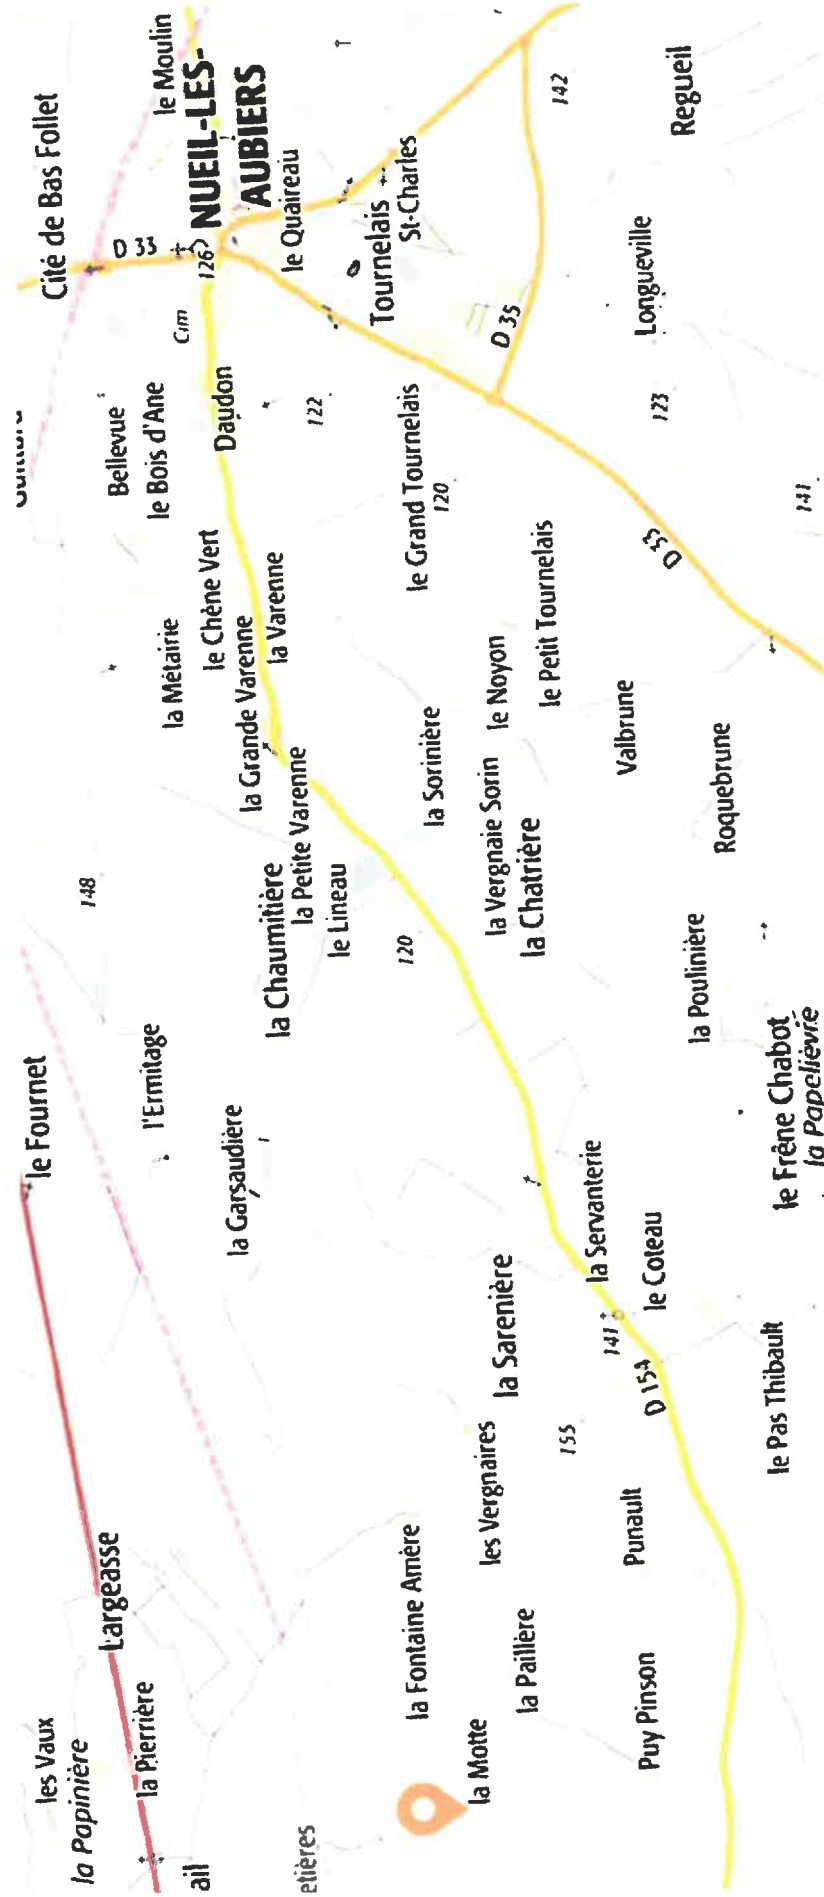 les Vaux
la Papinière
la Pierrière
Largeasse
le Fournet
l'Ermitage
la Garsaudière
148
la Chaumitière
la Petite Varenne
le Lineau
la Grande Varenne
la Varenne
la Métairie
le Chêne Vert
Bellevue
le Bois d'Ane
Daudon
Cim
Cité de Bas Follet
D 33
126
le Moulin
NUEIL-LES-
AUBIERS
le Quaireau
Tournelais
St-Charles
122
le Grand Tournelais
120
D 35
142
Regueil
Longueville
123
141
D 33
le Petit Tournelais
le Noyon
la Sorinière
la Vergnaie Sorin
la Chatrière
120
Valbrune
Roquebrune
la Poulinière
le Frêne Chabot
la Papelièvrie
la Servanterie
le Coteau
141
D 154
la Sarenière
155
les Vergnaires
la Fontaine Amère
la Paillère
la Motte
Punault
Puy Pinson
le Pas Thibault
ail
etières